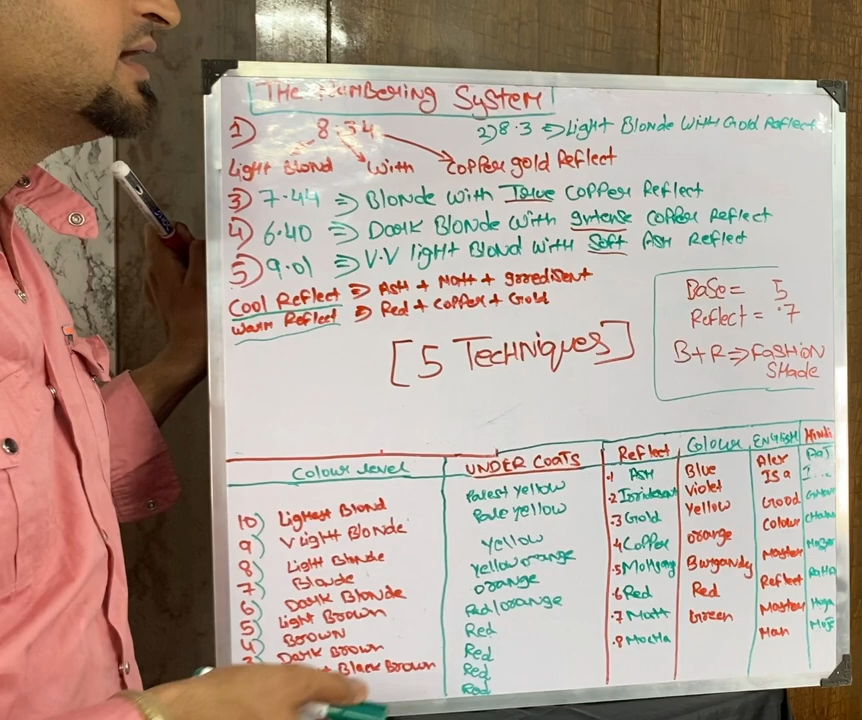 THE NUMBERING SYSTEM
1) 8.34
2) 8.3 ⇒ Light Blonde With Gold Reflect
Light Blond With Copper gold Reflect
3) 7.44 ⇒ Blonde with True Copper Reflect
4) 6.40 ⇒ Dark Blonde with Intense Copper Reflect
5) 9.01 ⇒ V.V light Blond with Soft Ash Reflect
Cool Reflect ⇒ Ash + Matt + irredisent
Warm Reflect ⇒ Red + Copper + Gold
Base = 5
Reflect = .7
B+R ⇒ Fashion
Shade
[5 Techniques]
Colour level
10) Lightest Blond
9) V Light Blonde
8) Light Blonde
7) Blonde
6) Dark Blonde
5) Light Brown
4) Brown
3) Dark Brown
Black Brown
UNDER COATS
Palest yellow
Pale yellow
Yellow
Yellow orange
orange
Red/orange
Red
Red
Red
Red
Reflect Colour English Hindi
.1 Ash Blue Alex
.2 Irridesant Violet Is a
.3 Gold Yellow Good
.4 Copper orange Colour
.5 Mohgany Burgandy Master
.6 Red Red Reflect
.7 Matt Green Master
.8 Mocha Man